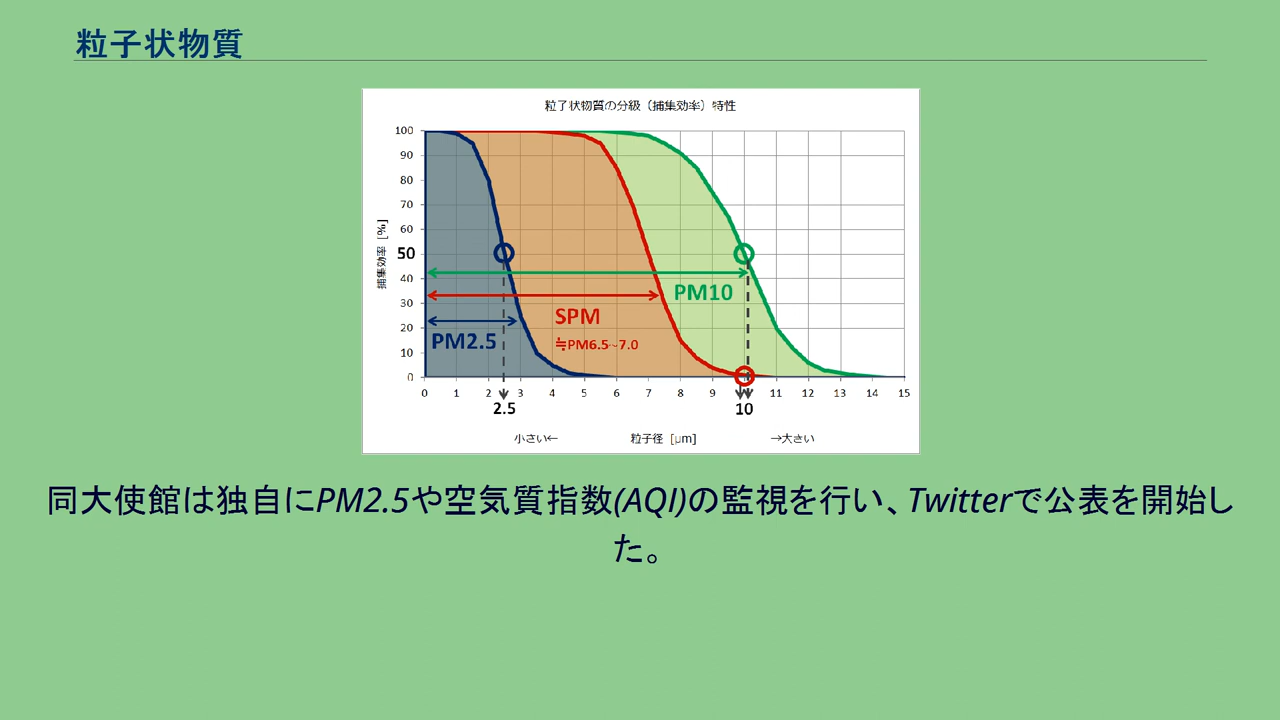 粒子状物質
粒子状物質の分級（捕集効率）特性
100
90
80
70
60
50
40
30
20
10
0
捕集効率 [%]
PM10
SPM
≒PM6.5~7.0
PM2.5
0 1 2 3 4 5 6 7 8 9 11 12 13 14 15
2.5 10
小さい← 粒子径 [μm] →大さい
同大使館は独自にPM2.5や空気質指数(AQI)の監視を行い、Twitterで公表を開始し
た。